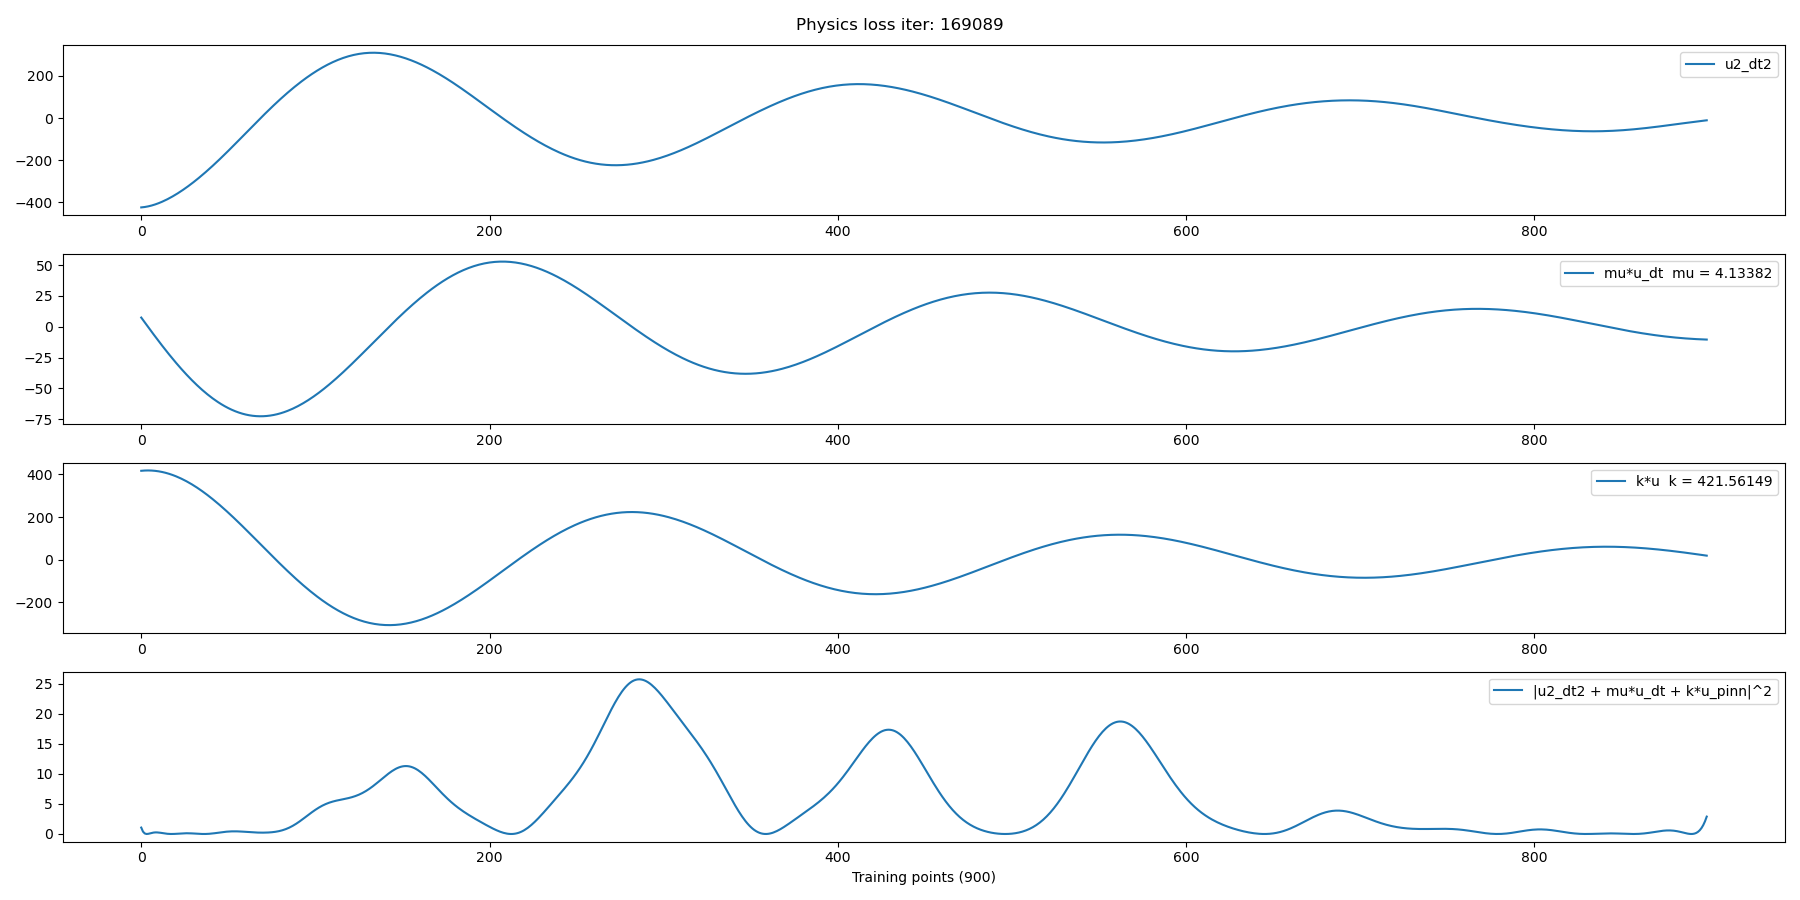 Physics loss iter: 169089
u2_dt2
200
0
−200
−400
0 200 400 600 800
mu*u_dt mu = 4.13382
50
25
0
−25
−50
−75
0 200 400 600 800
k*u k = 421.56149
400
200
0
−200
0 200 400 600 800
|u2_dt2 + mu*u_dt + k*u_pinn|^2
25
20
15
10
5
0
0 200 400 600 800
Training points (900)